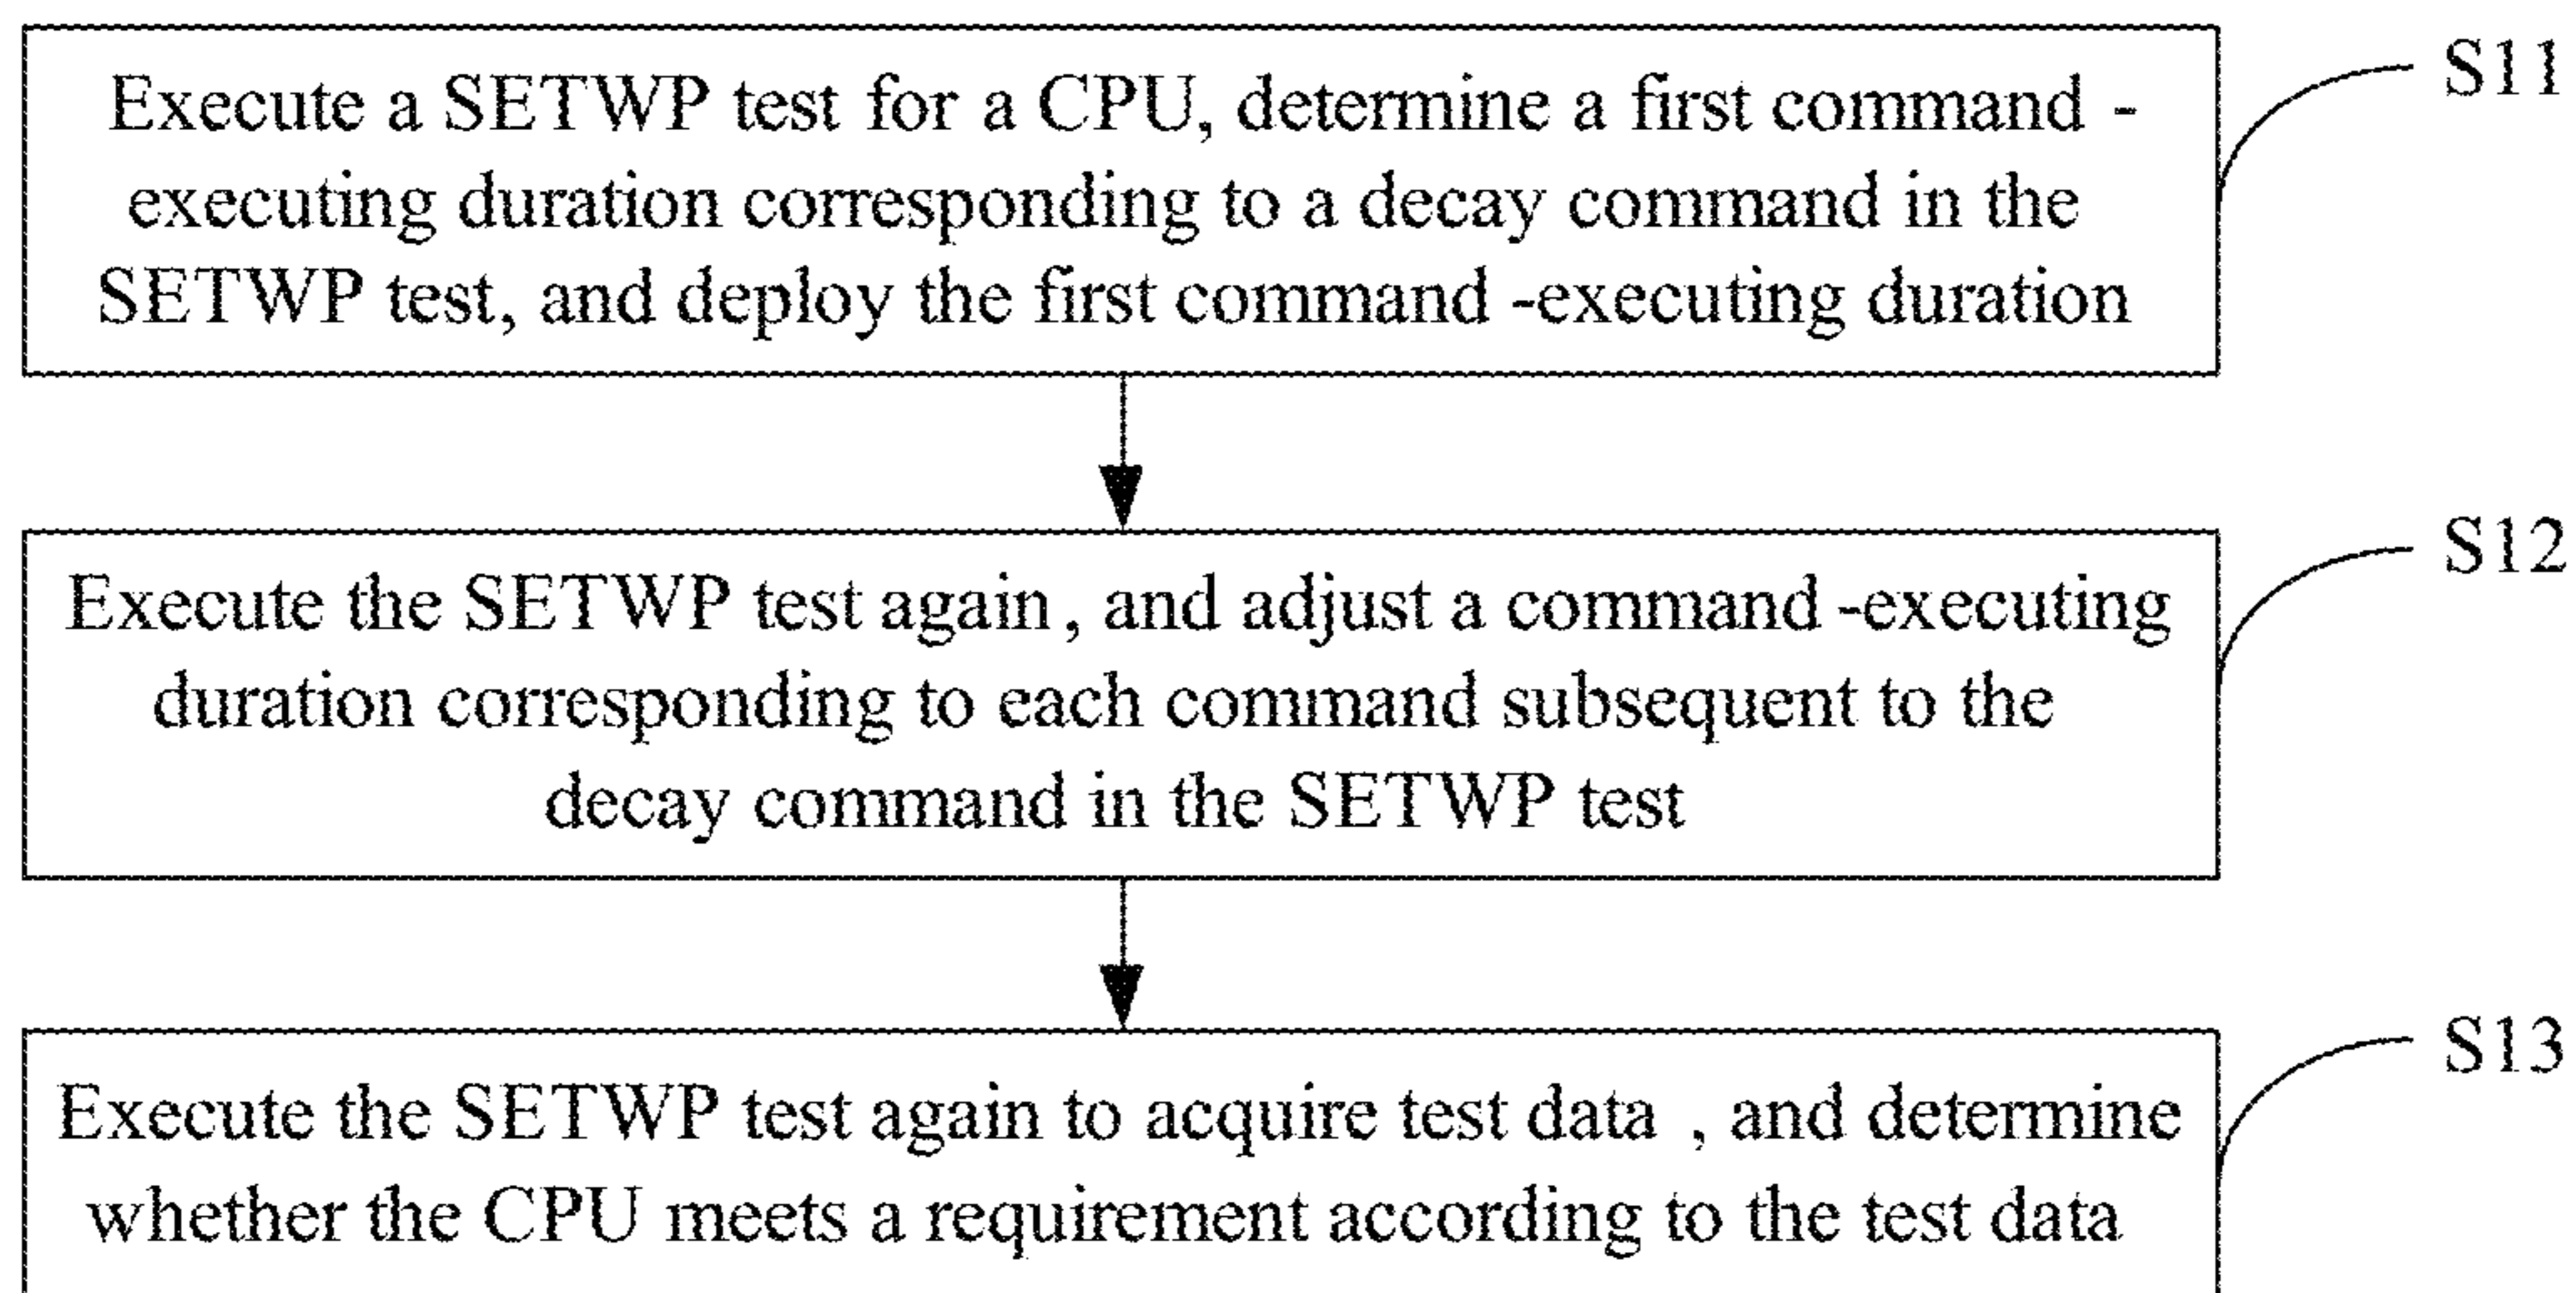 Execute a SETWP test for a CPU, determine a first command -
executing duration corresponding to a decay command in the
SETWP test, and deploy the first command -executing duration
S11
Execute the SETWP test again, and adjust a command -executing
duration corresponding to each command subsequent to the
decay command in the SETWP test
S12
Execute the SETWP test again to acquire test data , and determine
whether the CPU meets a requirement according to the test data
S13